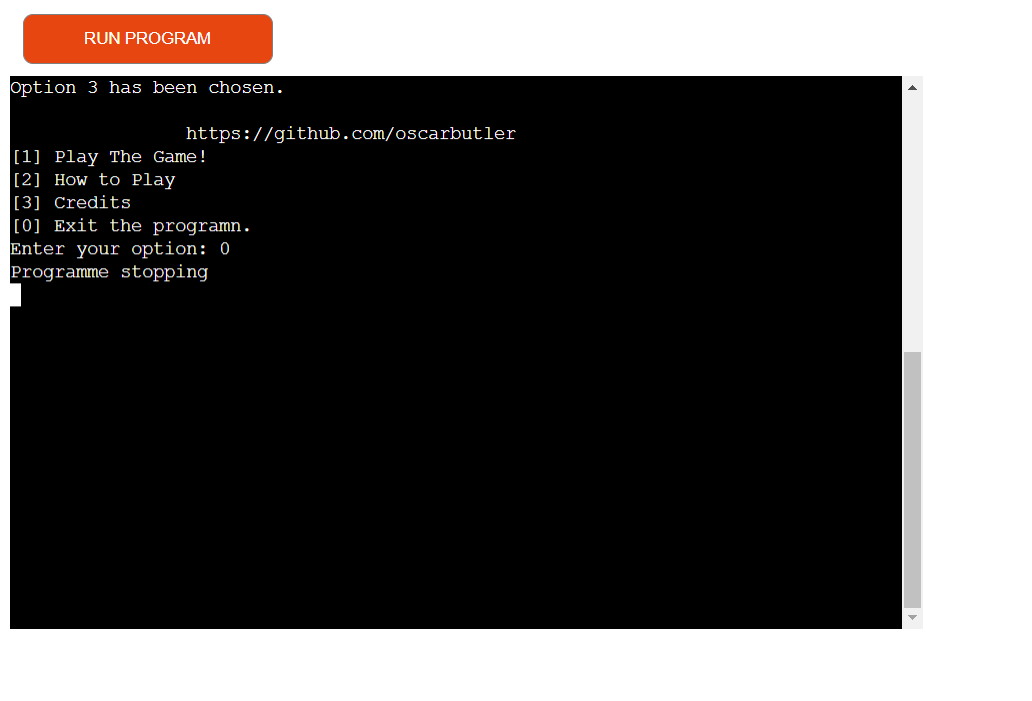 RUN PROGRAM
Option 3 has been chosen.
https://github.com/oscarbutler
[1] Play The Game!
[2] How to Play
[3] Credits
[0] Exit the programn.
Enter your option: 0
Programme stopping